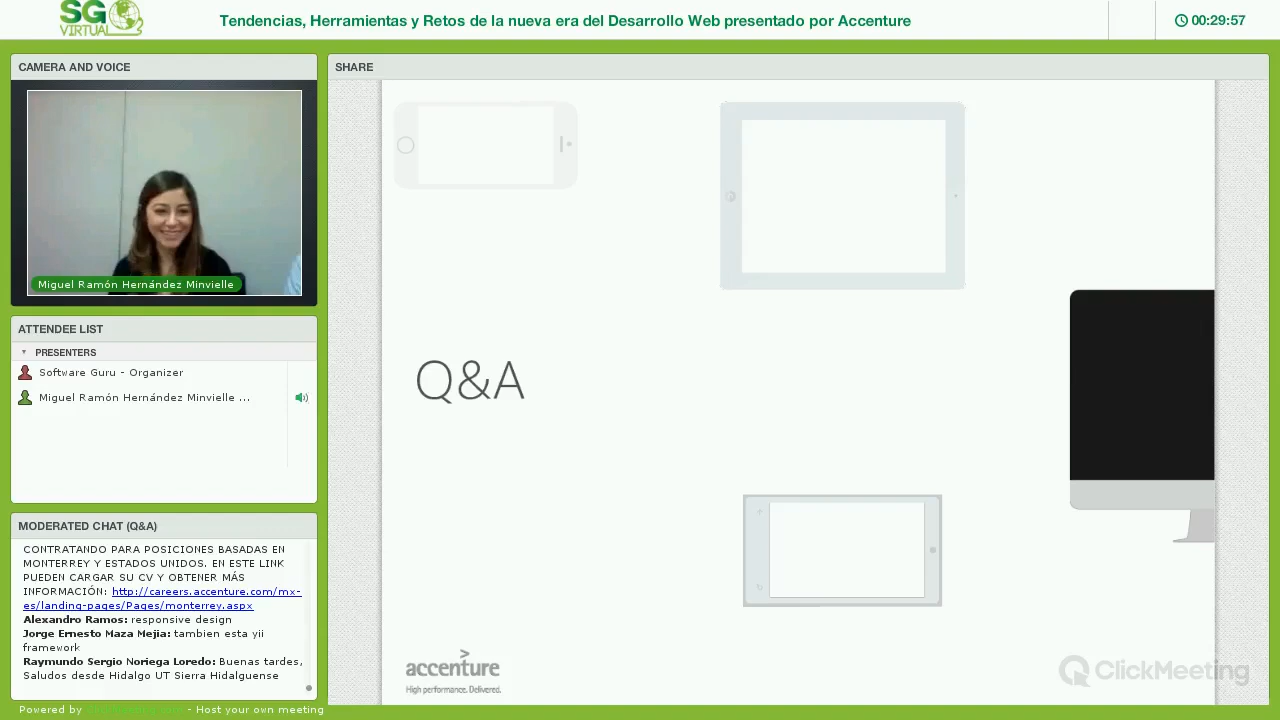 SG
VIRTUAL
Tendencias, Herramientas y Retos de la nueva era del Desarrollo Web presentado por Accenture
00:29:57
CAMERA AND VOICE
Miguel Ramón Hernández Minvielle
ATTENDEE LIST
PRESENTERS
Software Guru - Organizer
Miguel Ramón Hernández Minvielle ...
MODERATED CHAT (Q&A)
CONTRATANDO PARA POSICIONES BASADAS EN
MONTERREY Y ESTADOS UNIDOS. EN ESTE LINK
PUEDEN CARGAR SU CV Y OBTENER MÁS
INFORMACIÓN: http://careers.accenture.com/mx-
es/landing-pages/Pages/monterrey.aspx
Alexandro Ramos: responsive design
Jorge Ernesto Maza Mejia: tambien esta yii
framework
Raymundo Sergio Noriega Loredo: Buenas tardes,
Saludos desde Hidalgo UT Sierra Hidalguense
Powered by - Host your own meeting
SHARE
Q&A
accenture
High performance. Delivered.
ClickMeeting